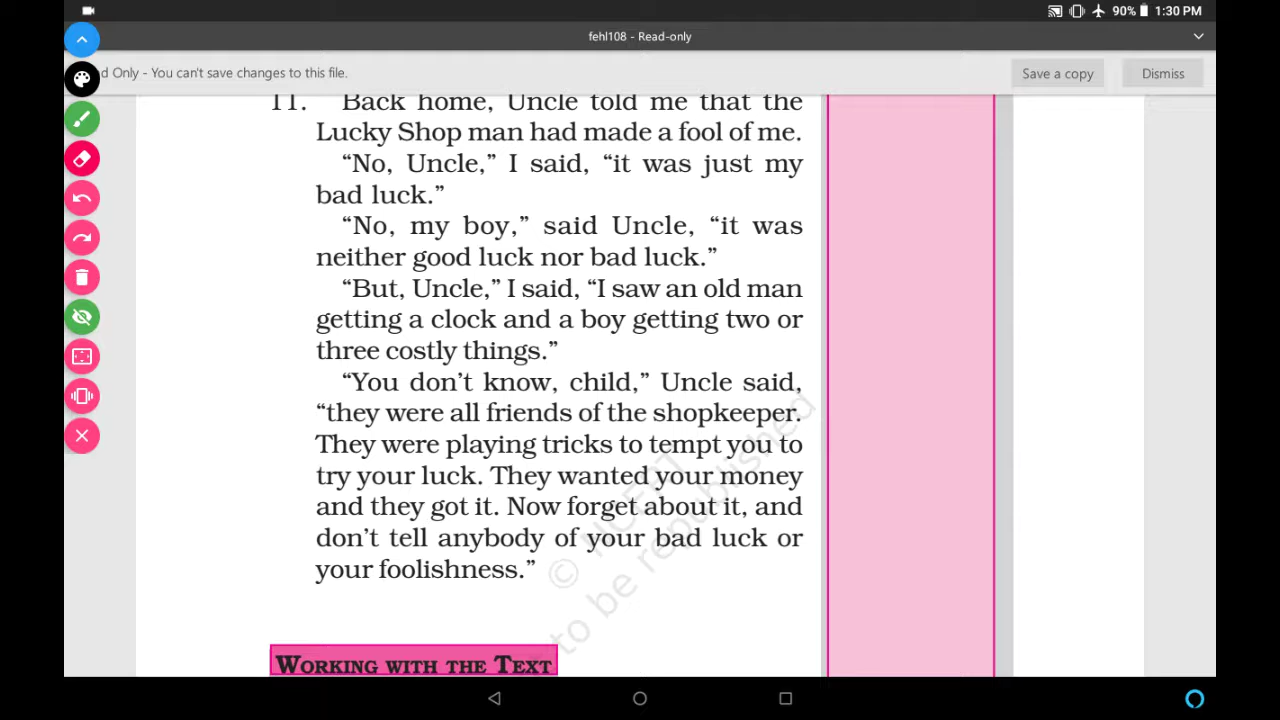 90% 1:30 PM
fehl108 - Read-only
d Only - You can't save changes to this file.
Save a copy
Dismiss
11. Back home, Uncle told me that the
Lucky Shop man had made a fool of me.
“No, Uncle,” I said, “it was just my
bad luck.”
“No, my boy,” said Uncle, “it was
neither good luck nor bad luck.”
“But, Uncle,” I said, “I saw an old man
getting a clock and a boy getting two or
three costly things.”
“You don’t know, child,” Uncle said,
“they were all friends of the shopkeeper.
They were playing tricks to tempt you to
try your luck. They wanted your money
and they got it. Now forget about it, and
don’t tell anybody of your bad luck or
your foolishness.”
© NCERT
to be republished
WORKING WITH THE TEXT